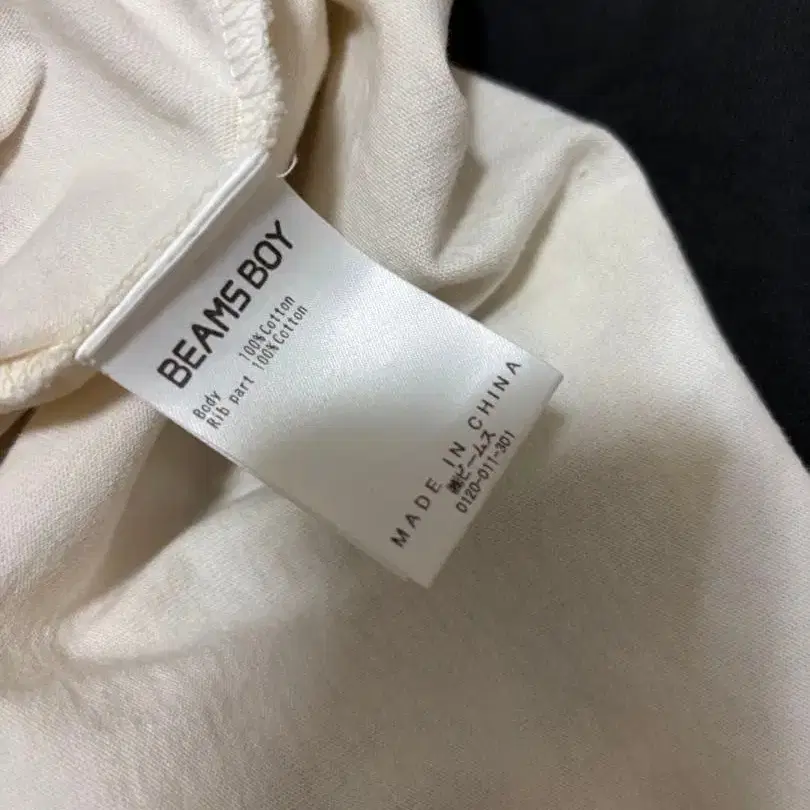 BEAMS BOY
Body 100%Cotton
Rib part 100%Cotton
MADE IN CHINA
㈱ビームス
0120-011-301